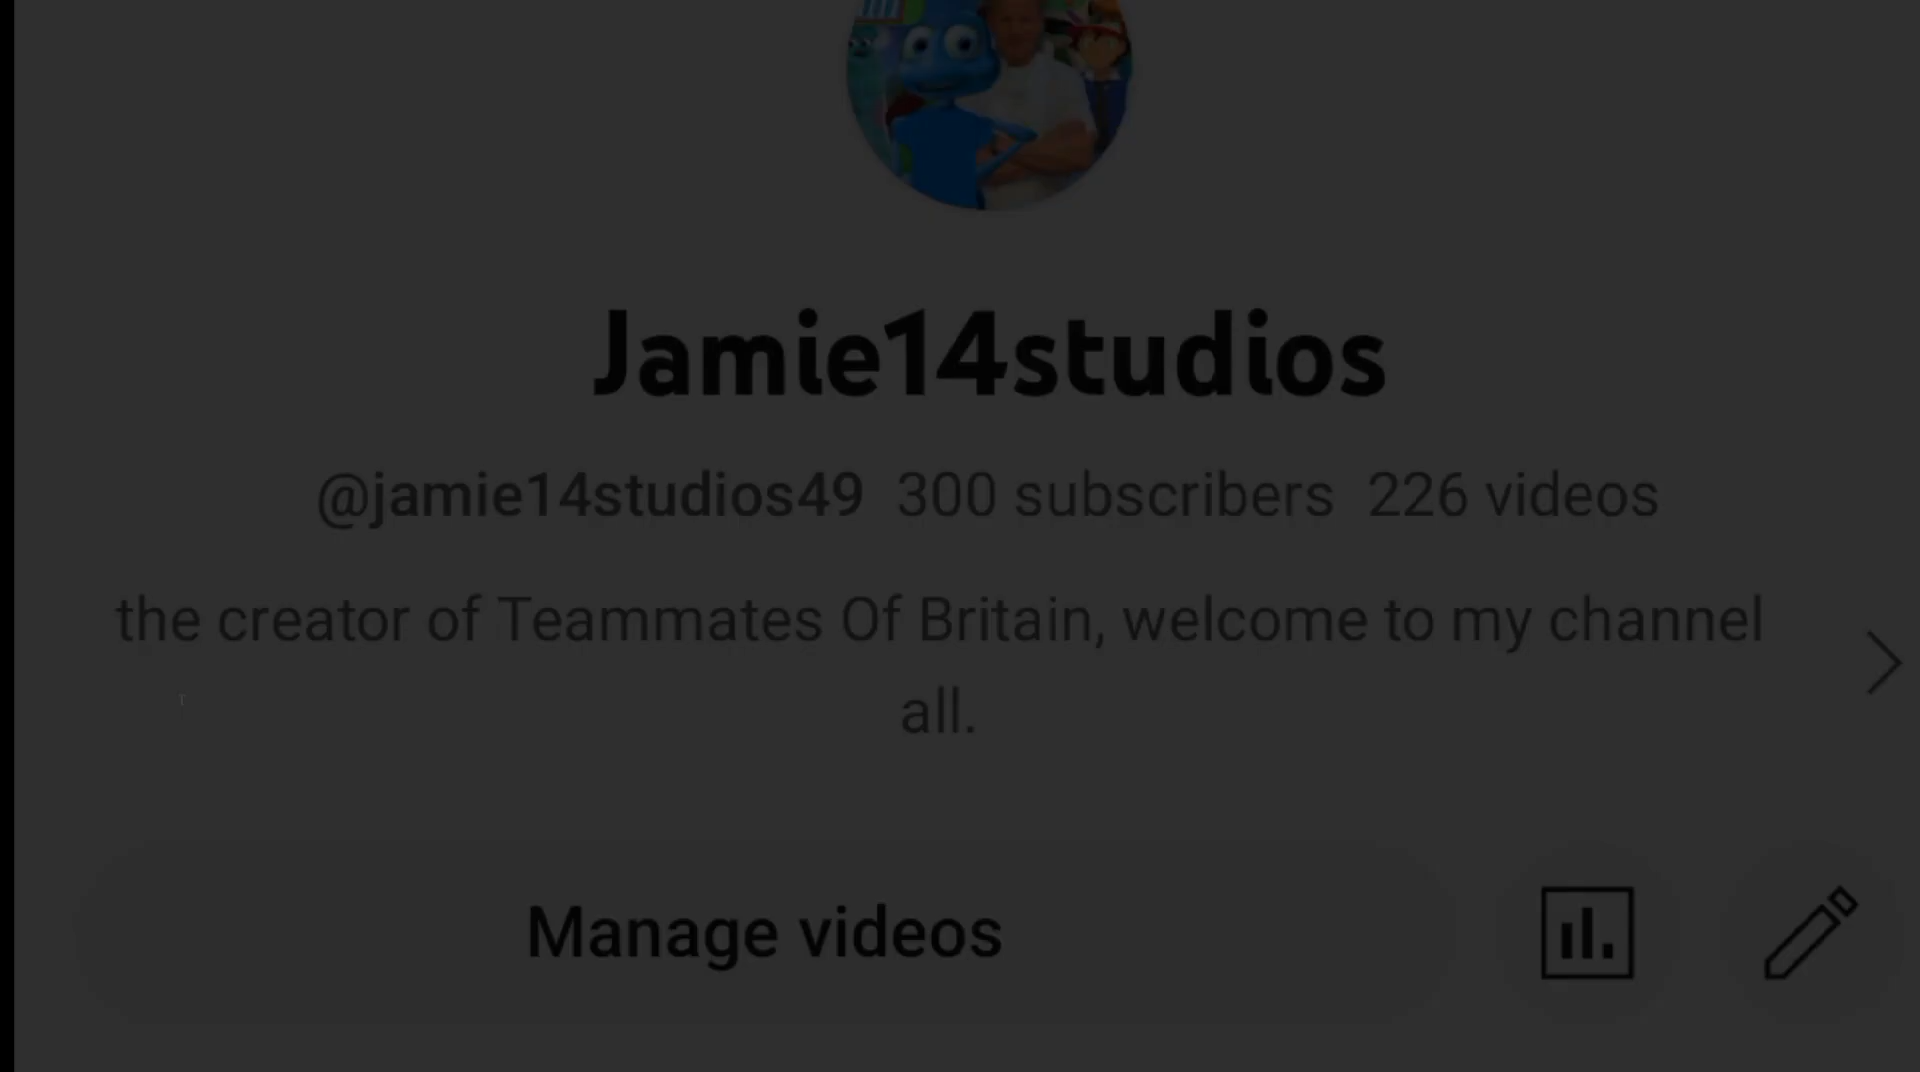 Jamie14studios
@jamie14studios49 300 subscribers 226 videos
the creator of Teammates Of Britain, welcome to my channel
all.
Manage videos